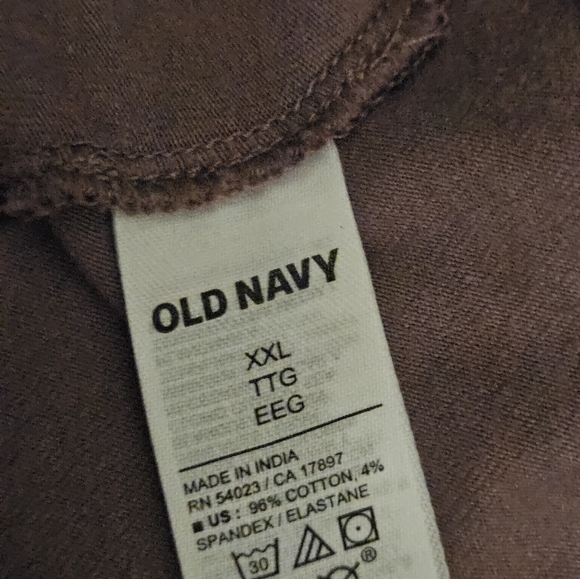 OLD NAVY
XXL
TTG
EEG
MADE IN INDIA
RN 54023 / CA 17897
■ US : 96% COTTON, 4%
SPANDEX / ELASTANE
30
®